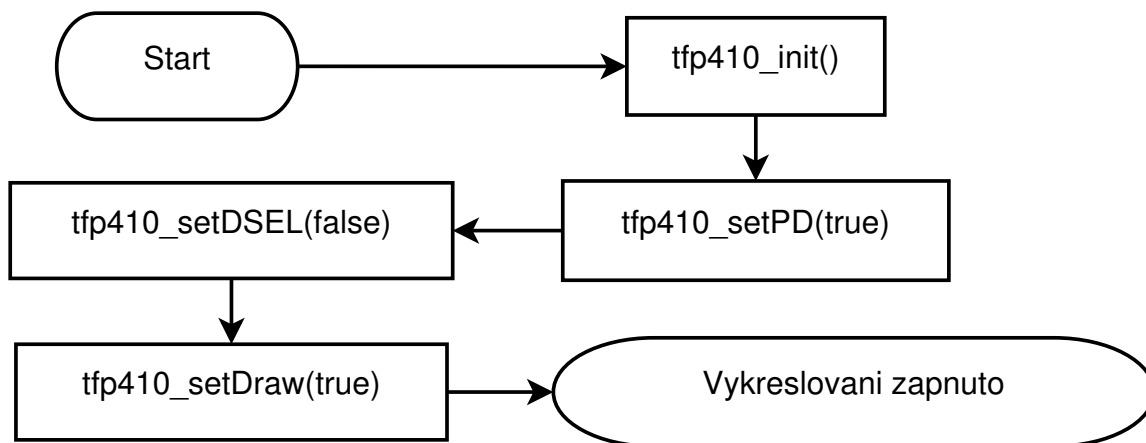 Start
tfp410_init()
tfp410_setPD(true)
tfp410_setDSEL(false)
tfp410_setDraw(true)
Vykreslovani zapnuto